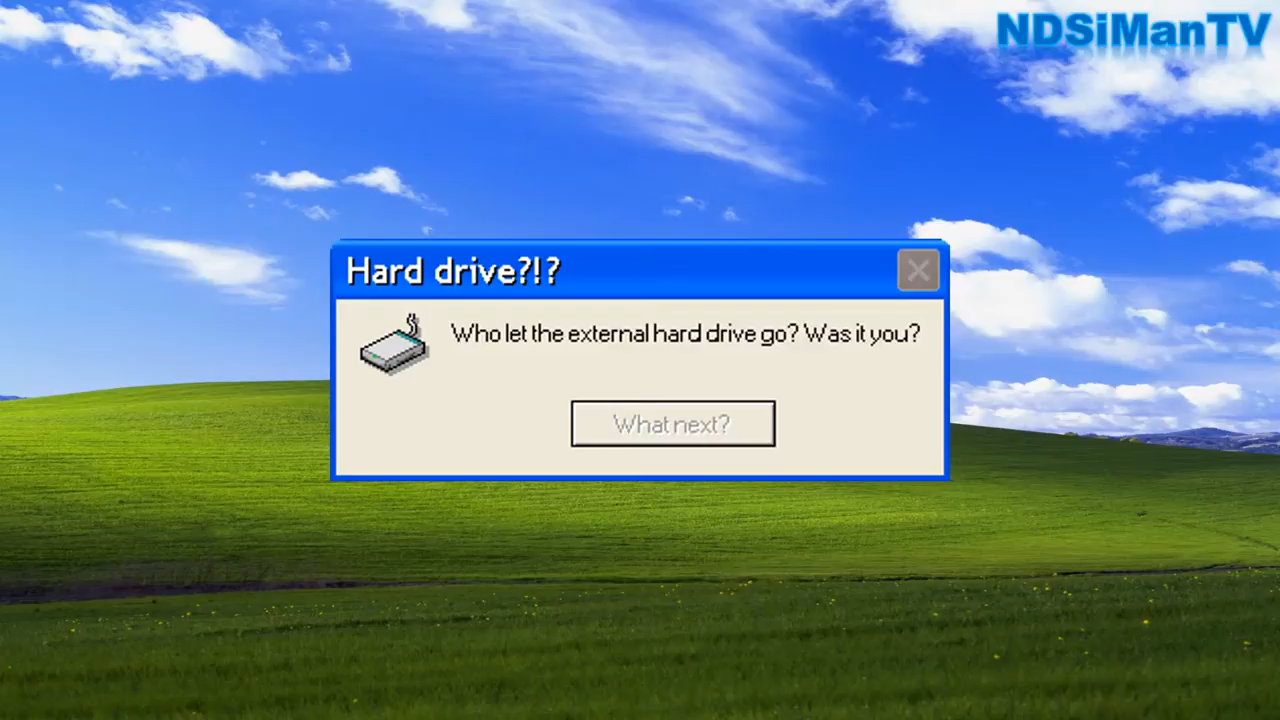 NDSiManTV
Hard drive?!?
Who let the external hard drive go? Was it you?
What next?